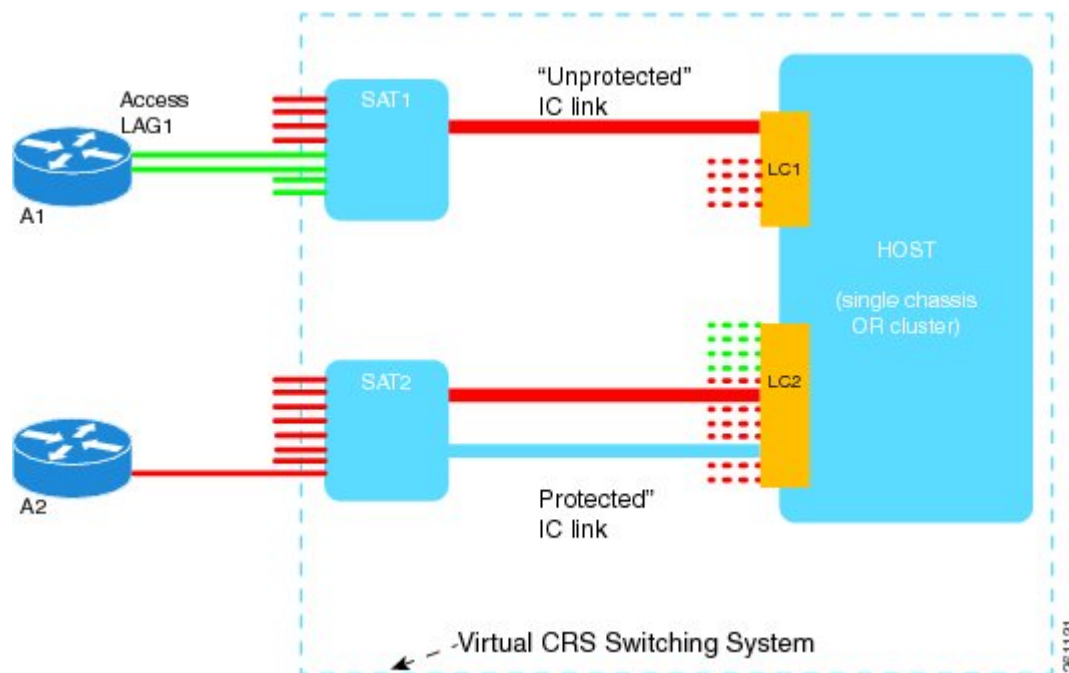 "Unprotected"
IC link
Access
LAG1
SAT1
LC1
A1
HOST
(single chassis
OR cluster)
SAT2
LC2
A2
Protected"
IC link
Virtual CRS Switching System